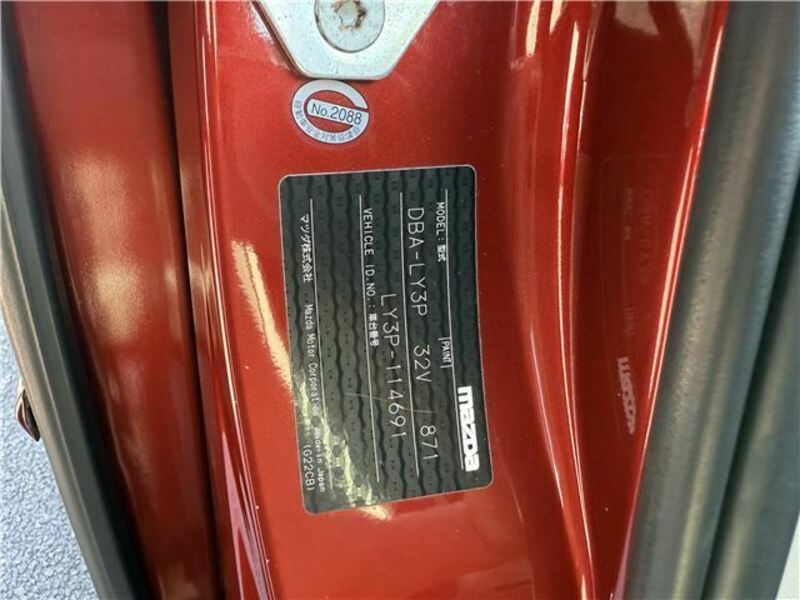 No.2088
mazda
MODEL:型式 PAINT
DBA-LY3P 32V / 871
VEHICLE ID.NO.:車台番号
LY3P-114691
マツダ株式会社 Mazda Motor Corporation Made in Japan
(G22CB)